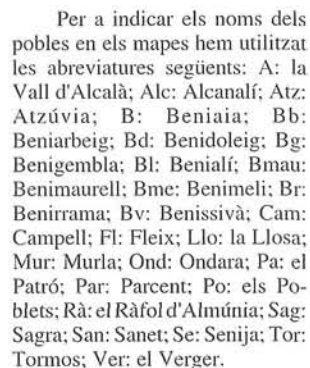 Per a indicar els noms dels
pobles en els mapes hem utilitzat
les abreviatures següents: A: la
Vall d'Alcalà; Alc: Alcanalí; Atz:
Atzúvia; B: Beniaia; Bb:
Beniarbeig; Bd: Benidoleig; Bg:
Benigembla; Bl: Benialí; Bmau:
Benimaurell; Bme: Benimeli; Br:
Benirrama; Bv: Benissivà; Cam:
Campell; Fl: Fleix; Llo: la Llosa;
Mur: Murla; Ond: Ondara; Pa: el
Patró; Par: Parcent; Po: els Po-
blets; Rà: el Ràfol d'Almúnia; Sag:
Sagra; San: Sanet; Se: Senija; Tor:
Tormos; Ver: el Verger.